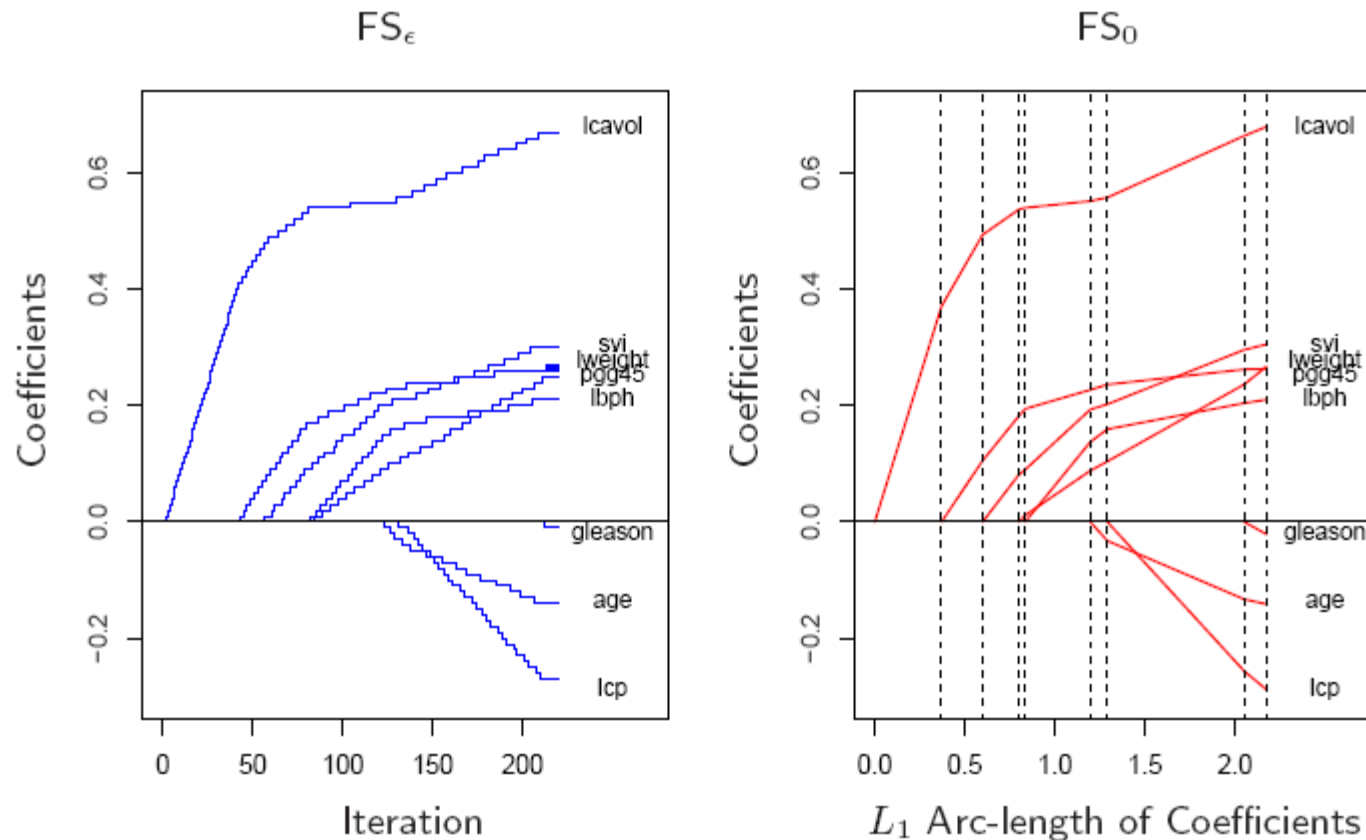 FSϵ
Coefficients
0.6
0.4
0.2
0.0
−0.2
lcavol
svi
lweight
pgg45
lbph
gleason
age
lcp
0 50 100 150 200
Iteration
FS0
Coefficients
0.6
0.4
0.2
0.0
−0.2
lcavol
svi
lweight
pgg45
lbph
gleason
age
lcp
0.0 0.5 1.0 1.5 2.0
L1 Arc-length of Coefficients